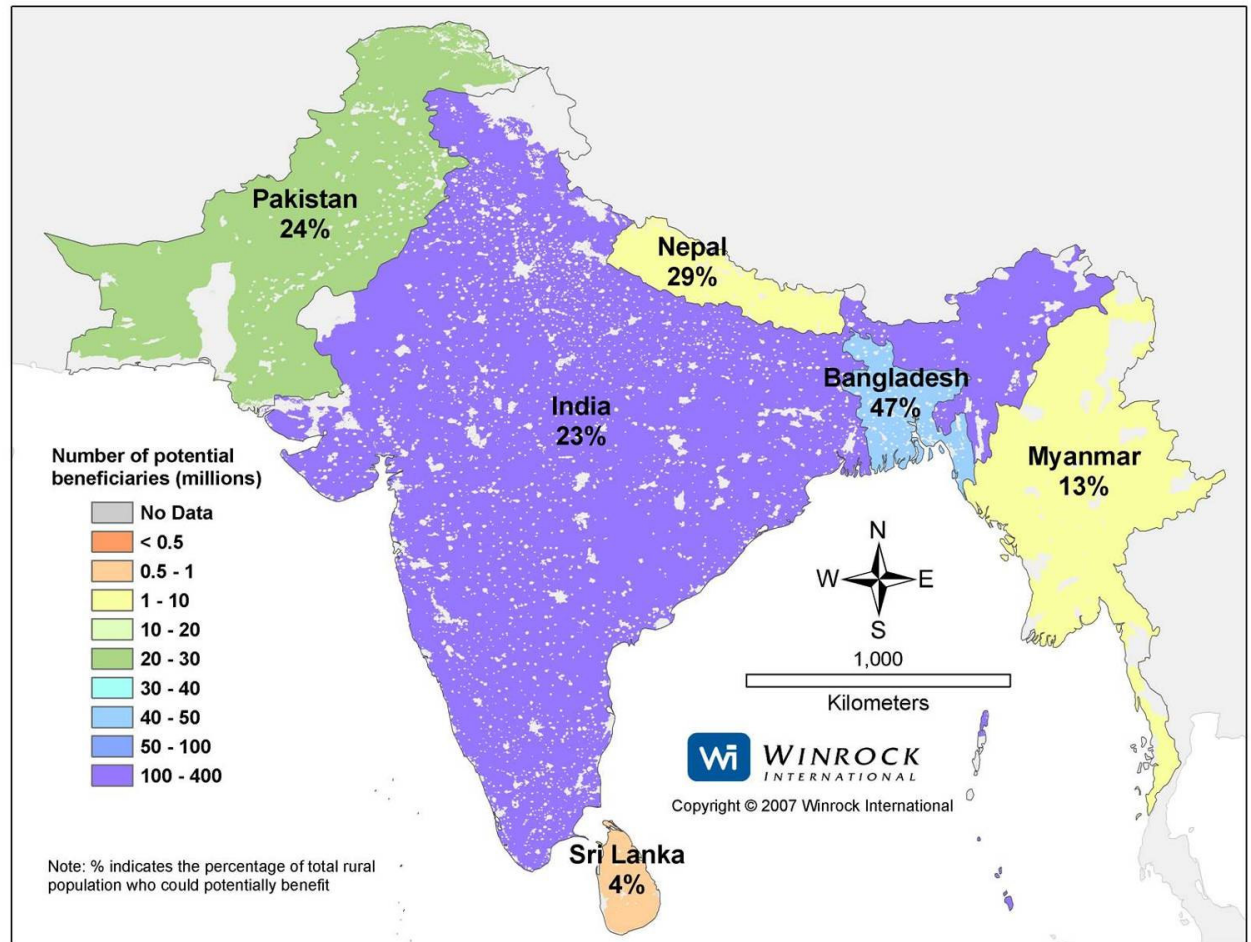 Pakistan
24%
Nepal
29%
India
23%
Bangladesh
47%
Myanmar
13%
Sri Lanka
4%
Number of potential
beneficiaries (millions)
No Data
< 0.5
0.5 - 1
1 - 10
10 - 20
20 - 30
30 - 40
40 - 50
50 - 100
100 - 400
Note: % indicates the percentage of total rural
population who could potentially benefit
N
W E
S
1,000
Kilometers
Wi WINROCK
INTERNATIONAL
Copyright © 2007 Winrock International